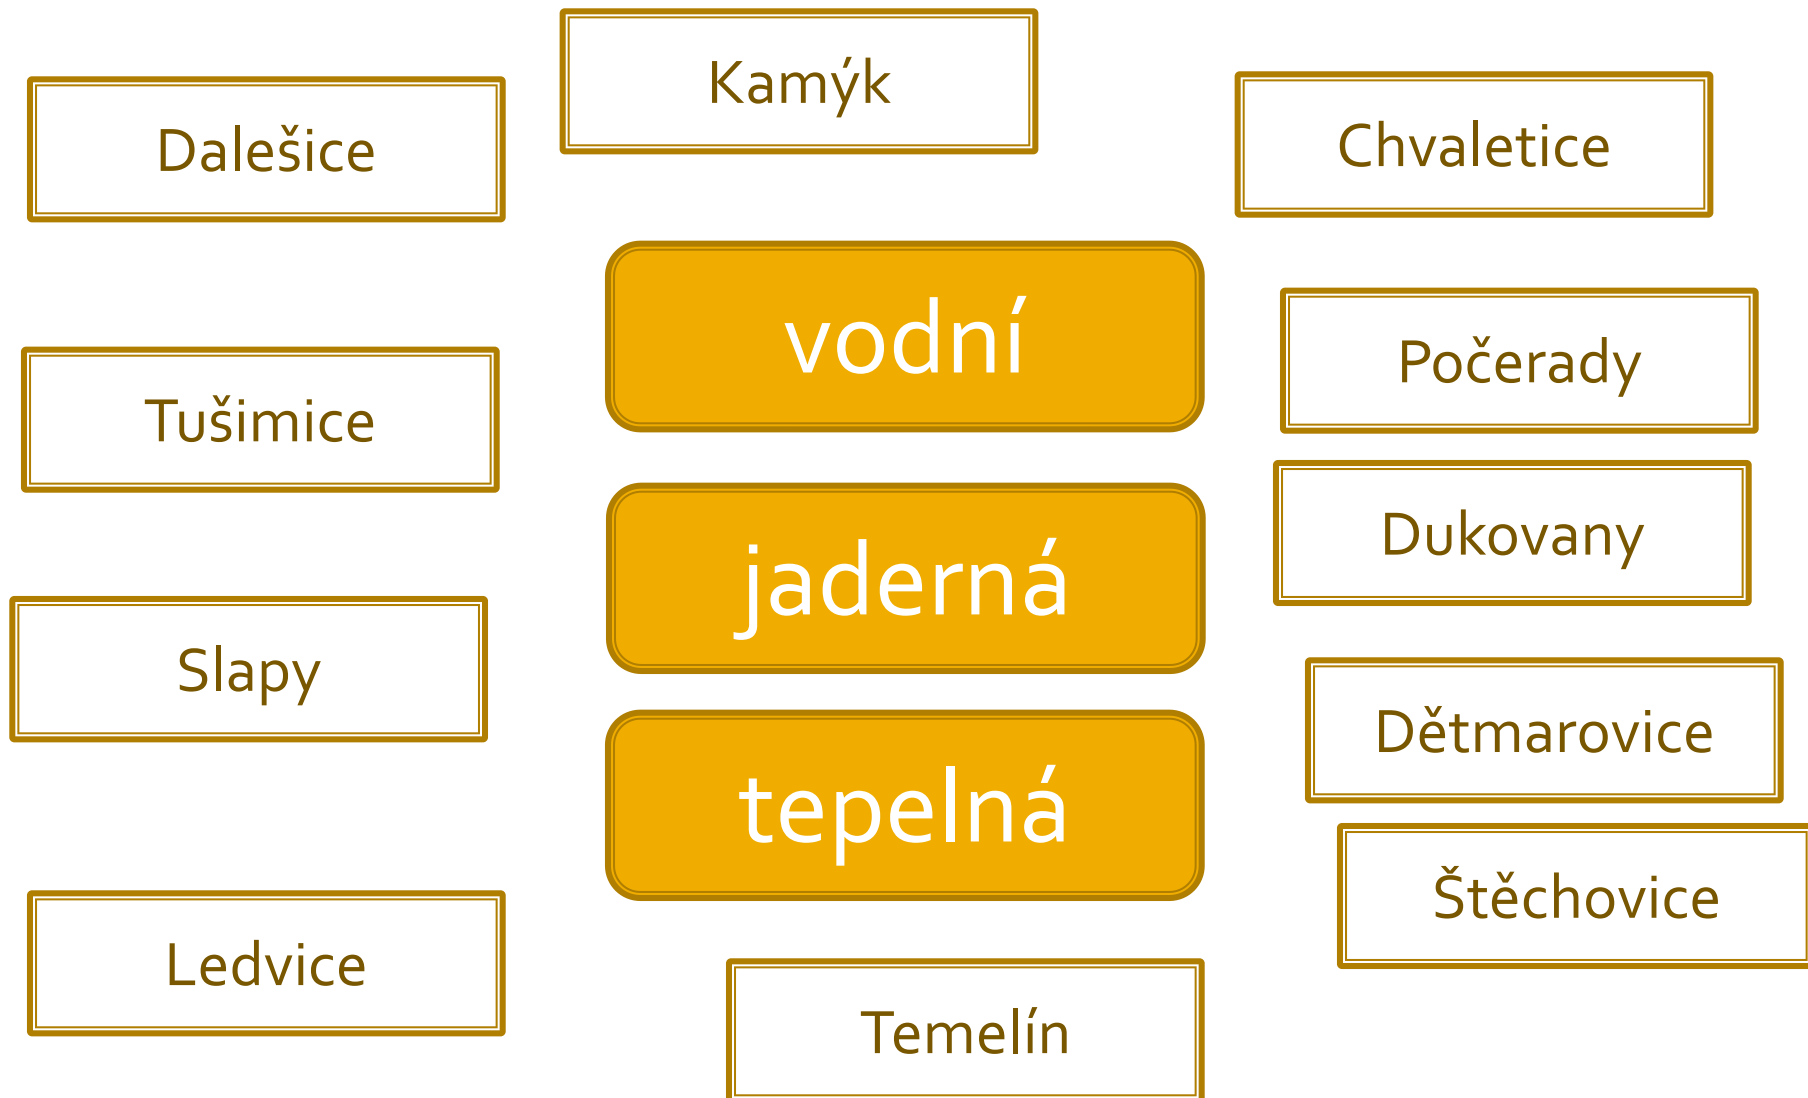 Kamýk
Dalešice
Chvaletice
vodní
Počerady
Tušimice
Dukovany
jaderná
Slapy
Dětmarovice
tepelná
Štěchovice
Ledvice
Temelín